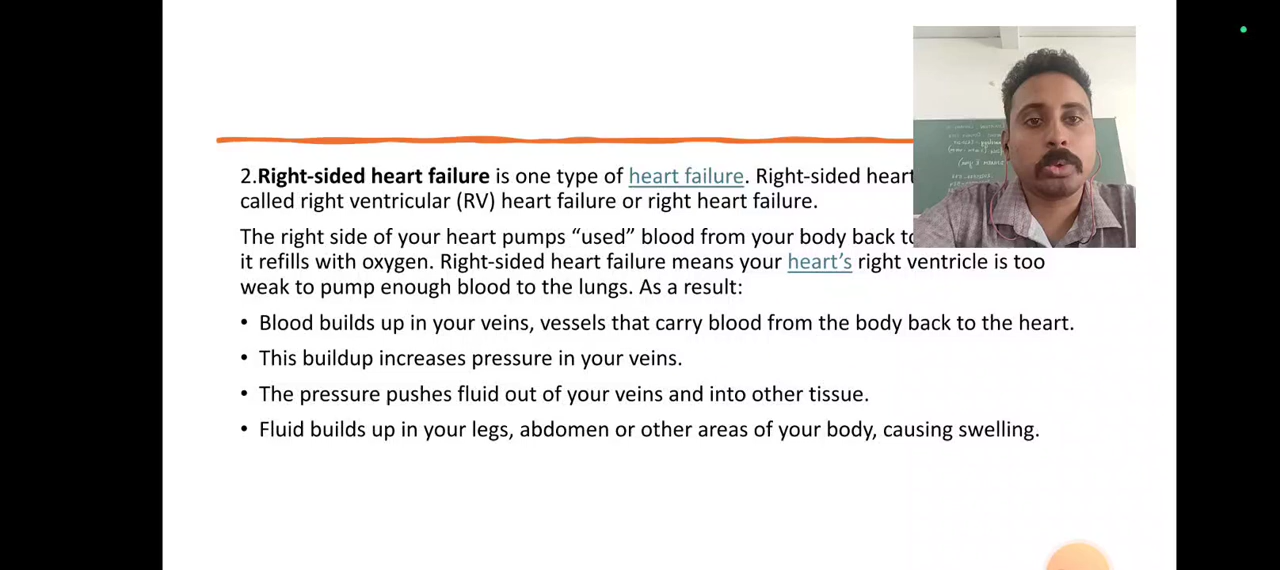 2.Right-sided heart failure is one type of heart failure. Right-sided heart
called right ventricular (RV) heart failure or right heart failure.
The right side of your heart pumps “used” blood from your body back to
it refills with oxygen. Right-sided heart failure means your heart’s right ventricle is too
weak to pump enough blood to the lungs. As a result:
• Blood builds up in your veins, vessels that carry blood from the body back to the heart.
• This buildup increases pressure in your veins.
• The pressure pushes fluid out of your veins and into other tissue.
• Fluid builds up in your legs, abdomen or other areas of your body, causing swelling.